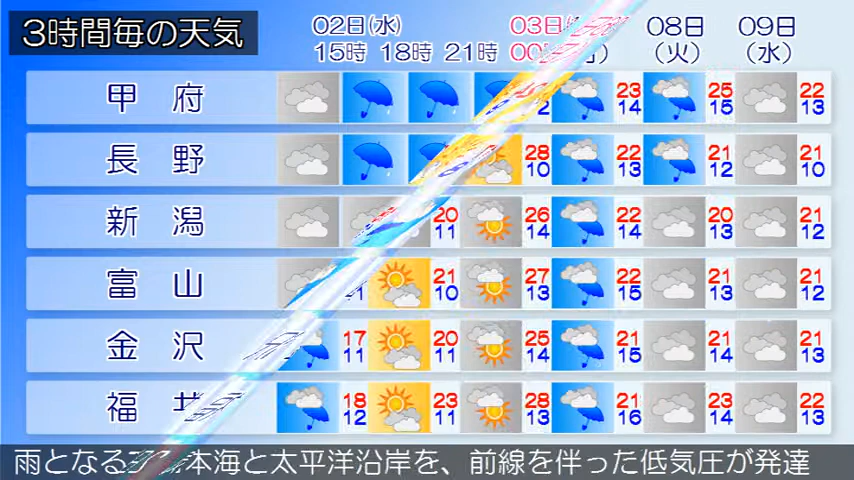 3時間毎の天気
02日(水) 03日 08日 09日
15時 18時 21時 00 (火) (水)
甲府 2 23 14 25 15 22 13
長野 28 10 22 13 21 12 21 10
新潟 20 11 26 14 22 14 20 13 21 12
富山 1 21 10 27 13 22 15 21 13 21 12
金沢 17 11 20 11 25 14 21 15 21 14 21 13
福井 18 12 23 11 28 13 21 16 23 14 22 13
雨となる 本海と太平洋沿岸を、前線を伴った低気圧が発達